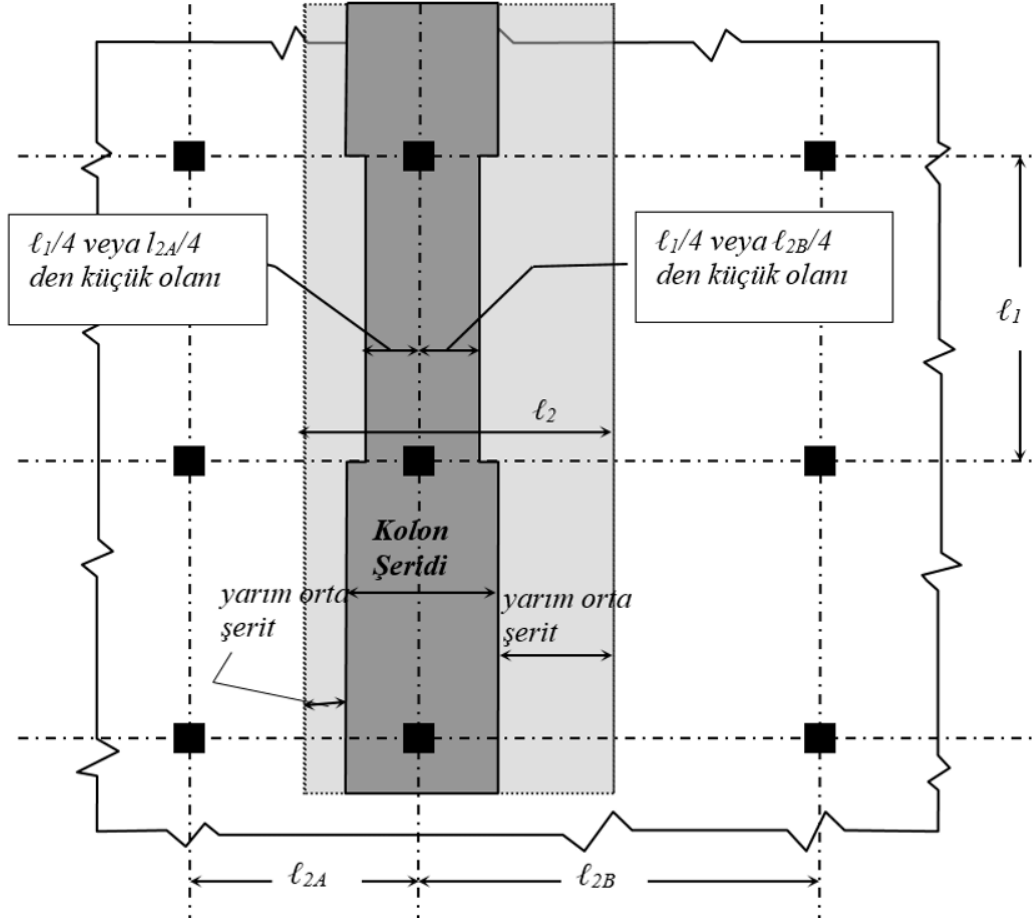 ℓ1/4 veya l2A/4
den küçük olanı
ℓ1/4 veya ℓ2B/4
den küçük olanı
ℓ1
ℓ2
Kolon
Şeridi
yarım orta
şerit
yarım orta
şerit
ℓ2A
ℓ2B